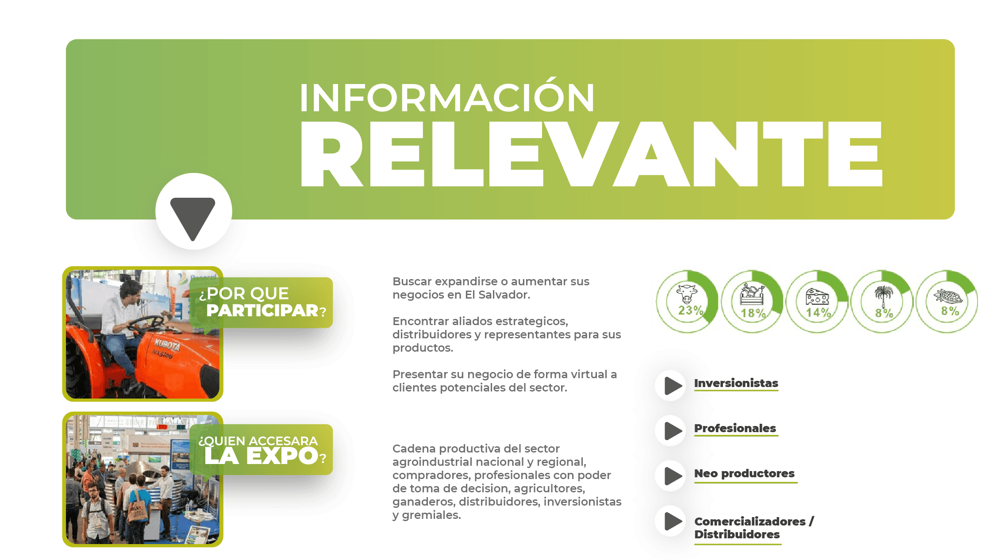 INFORMACIÓN
RELEVANTE
¿POR QUE
PARTICIPAR?
Banacol
KUBOTA
MX5100
Buscar expandirse o aumentar sus
negocios en El Salvador.
Encontrar aliados estrategicos,
distribuidores y representantes para sus
productos.
Presentar su negocio de forma virtual a
clientes potenciales del sector.
¿QUIEN ACCESARA
LA EXPO?
Cadena productiva del sector
agroindustrial nacional y regional,
compradores, profesionales con poder
de toma de decision, agricultores,
ganaderos, distribuidores, inversionistas
y gremiales.
23%
18%
14%
8%
8%
Inversionistas
Profesionales
Neo productores
Comercializadores /
Distribuidores